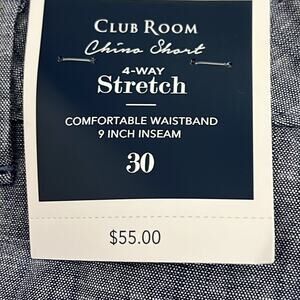 CLUB ROOM
Chino Short
4-WAY
Stretch
COMFORTABLE WAISTBAND
9 INCH INSEAM
30
$55.00